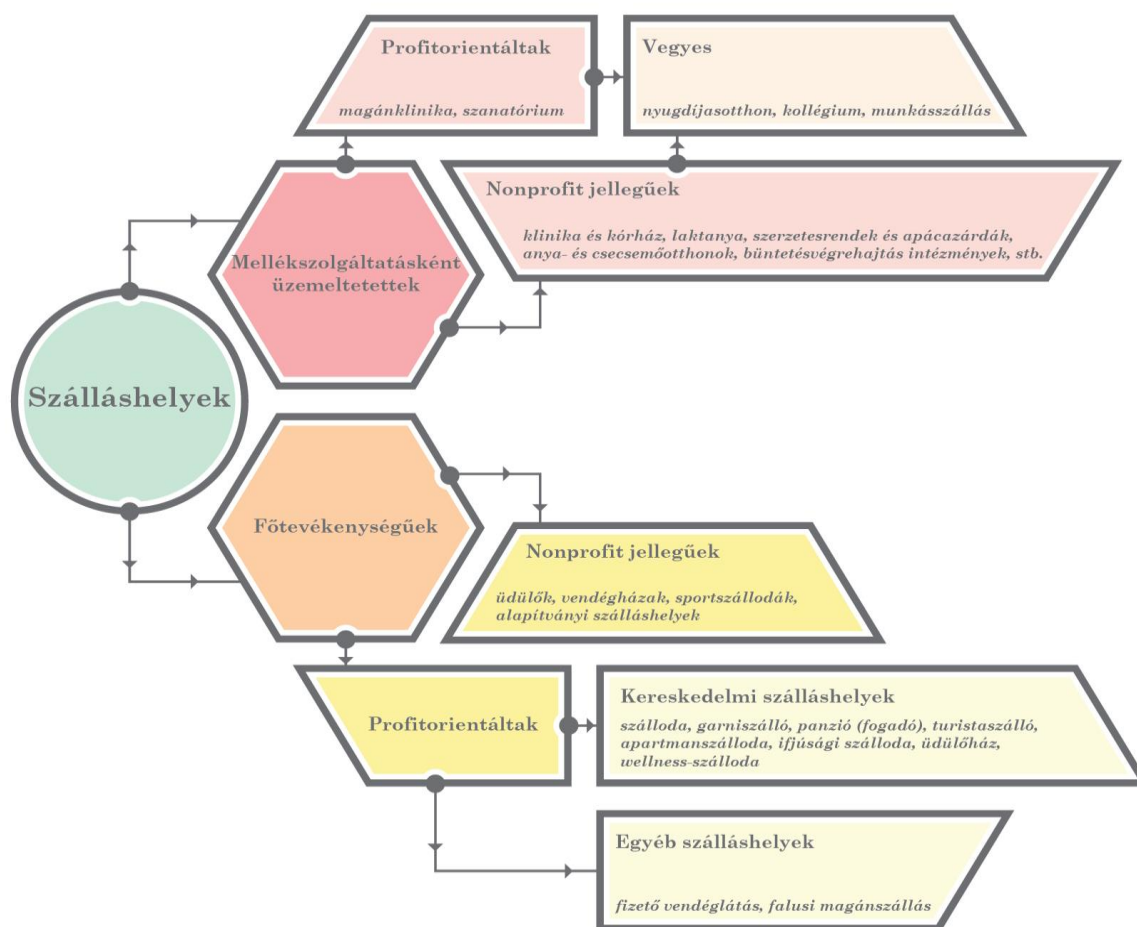 Profitorientáltak
magánklinika, szanatórium
Vegyes
nyugdíjasotthon, kollégium, munkásszállás
Nonprofit jellegűek
klinika és kórház, laktanya, szerzetesrendek és apácazárdák,
anya- és csecsemőotthonok, büntetésvégrehajtás intézmények, stb.
Mellékszolgáltatásként
üzemeltetettek
Szálláshelyek
Főtevékenységűek
Nonprofit jellegűek
üdülők, vendégházak, sportszállodák,
alapítványi szálláshelyek
Profitorientáltak
Kereskedelmi szálláshelyek
szálloda, garniszálló, panzió (fogadó), turistaszálló,
apartmanszálloda, ifjúsági szálloda, üdülőház,
wellness-szálloda
Egyéb szálláshelyek
fizető vendéglátás, falusi magánszállás